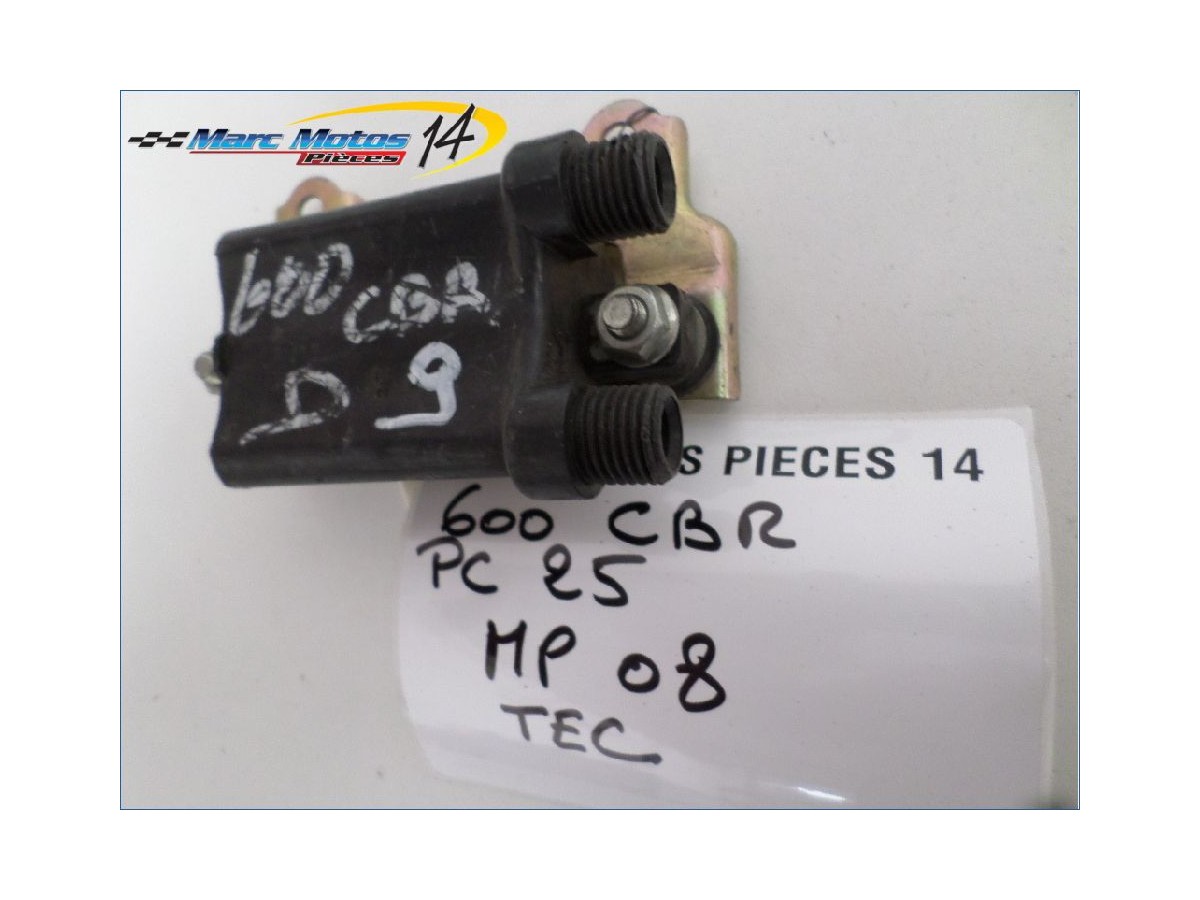 Marc Motos 14
Pièces
600 CBR
D 9
S PIECES 14
600 CBR
PC 25
MP 08
TEC